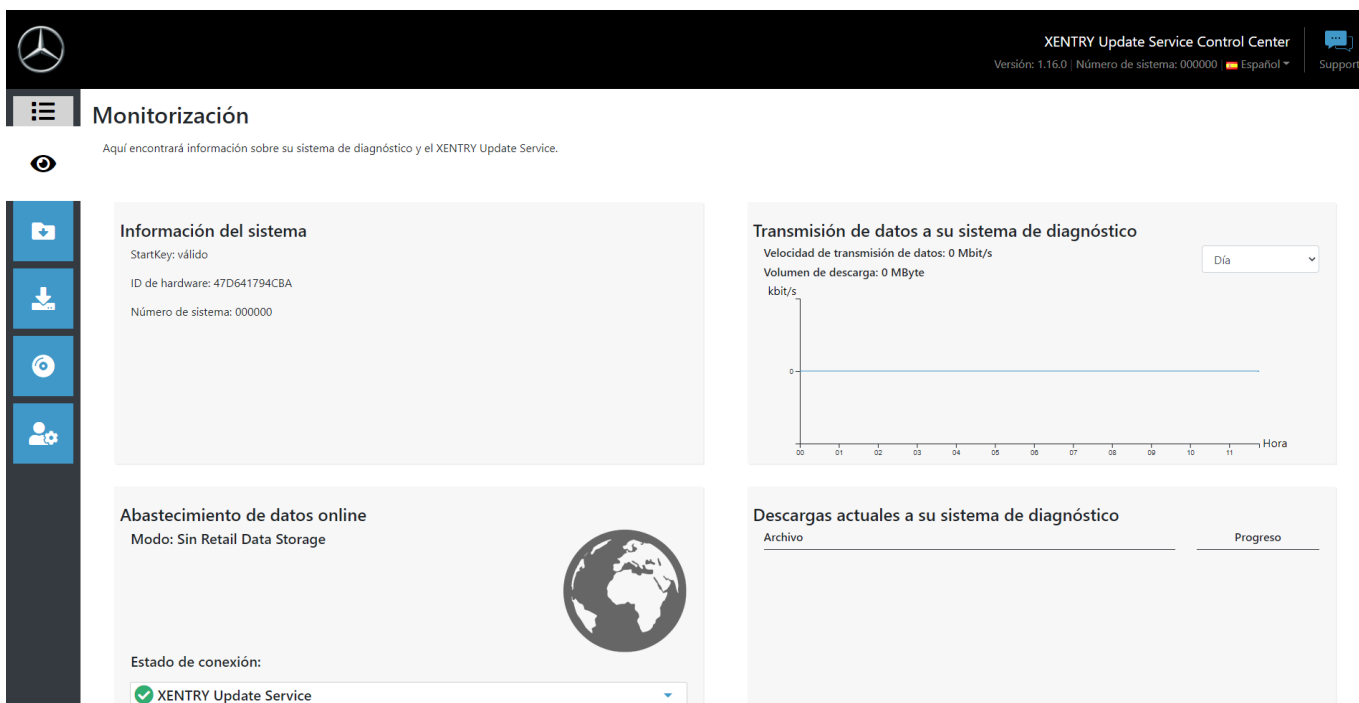 XENTRY Update Service Control Center
Versión: 1.16.0 | Número de sistema: 000000 | Español
Support
Monitorización
Aquí encontrará información sobre su sistema de diagnóstico y el XENTRY Update Service.
Información del sistema
StartKey: válido
ID de hardware: 47D641794CBA
Número de sistema: 000000
Transmisión de datos a su sistema de diagnóstico
Velocidad de transmisión de datos: 0 Mbit/s
Día
Volumen de descarga: 0 MByte
kbit/s
0
Hora
00 01 02 03 04 05 06 07 08 09 10 11
Abastecimiento de datos online
Modo: Sin Retail Data Storage
Estado de conexión:
XENTRY Update Service
Descargas actuales a su sistema de diagnóstico
Archivo Progreso